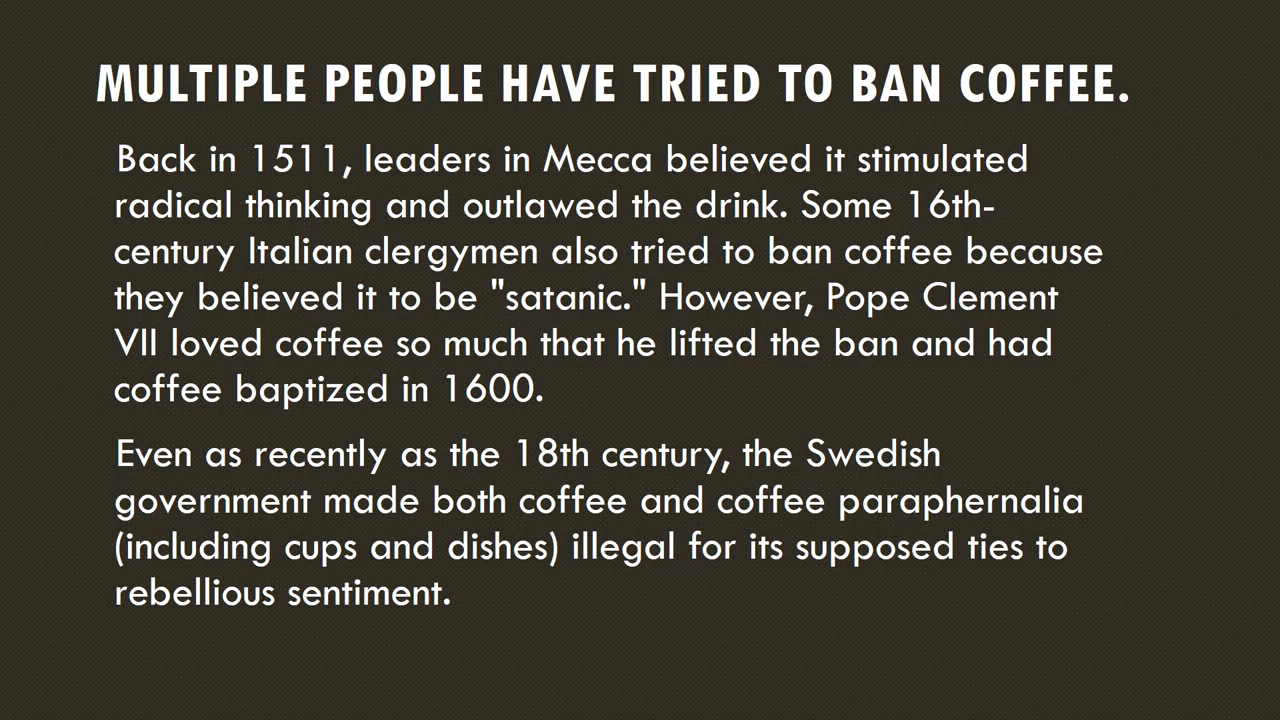 MULTIPLE PEOPLE HAVE TRIED TO BAN COFFEE.
Back in 1511, leaders in Mecca believed it stimulated
radical thinking and outlawed the drink. Some 16th-
century Italian clergymen also tried to ban coffee because
they believed it to be "satanic." However, Pope Clement
VII loved coffee so much that he lifted the ban and had
coffee baptized in 1600.
Even as recently as the 18th century, the Swedish
government made both coffee and coffee paraphernalia
(including cups and dishes) illegal for its supposed ties to
rebellious sentiment.